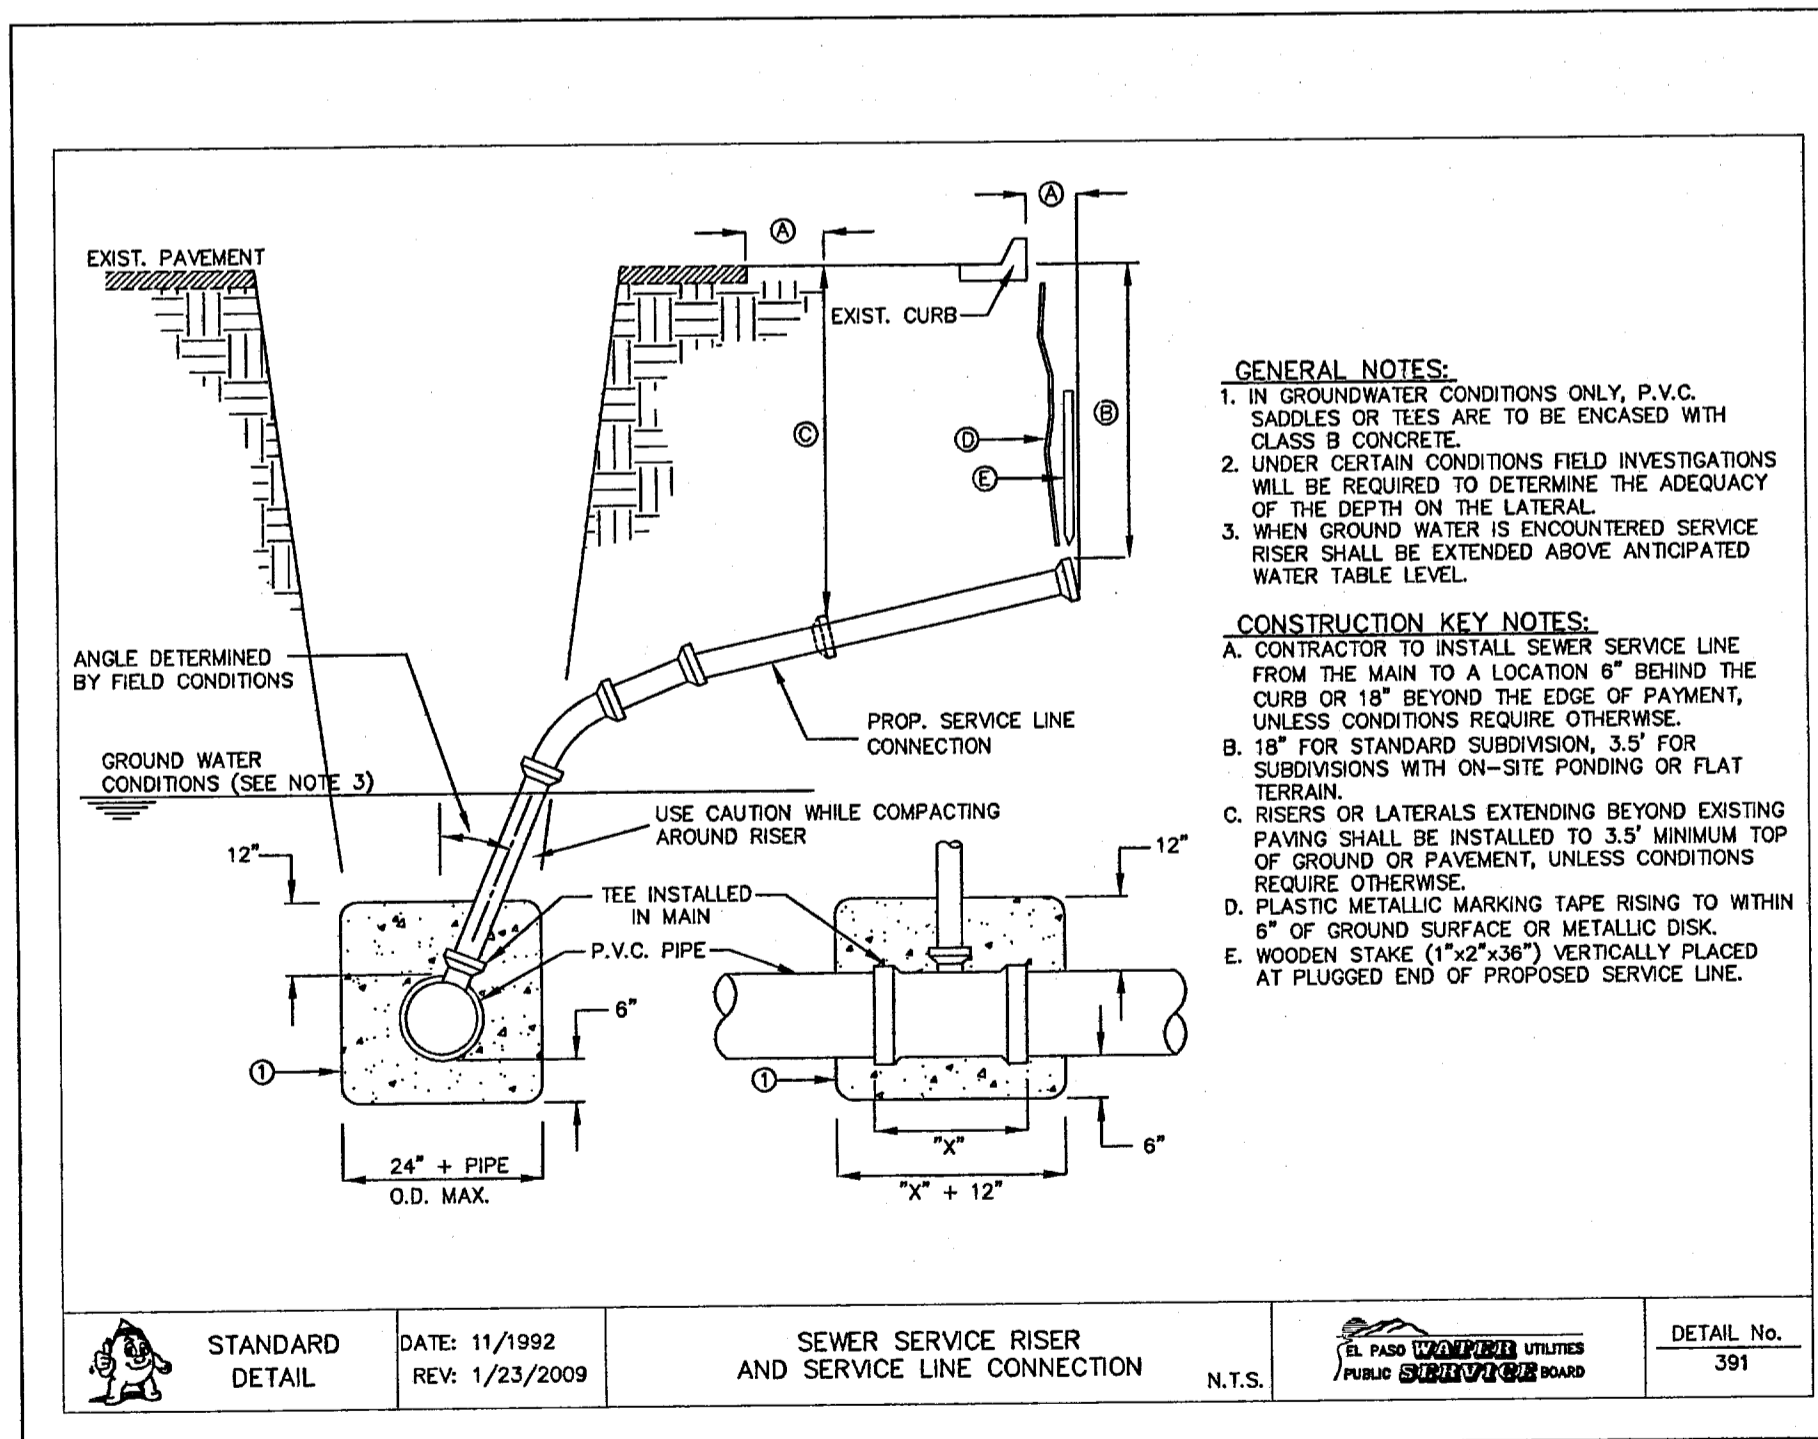 EXIST. PAVEMENT
A
A
EXIST. CURB
C
B
D
E
ANGLE DETERMINED
BY FIELD CONDITIONS
PROP. SERVICE LINE
CONNECTION
GROUND WATER
CONDITIONS (SEE NOTE 3)
USE CAUTION WHILE COMPACTING
AROUND RISER
12"
12"
TEE INSTALLED
IN MAIN
P.V.C. PIPE
6"
1
1
24" + PIPE
O.D. MAX.
"X"
6"
"X" + 12"
GENERAL NOTES:
1. IN GROUNDWATER CONDITIONS ONLY, P.V.C.
SADDLES OR TEES ARE TO BE ENCASED WITH
CLASS B CONCRETE.
2. UNDER CERTAIN CONDITIONS FIELD INVESTIGATIONS
WILL BE REQUIRED TO DETERMINE THE ADEQUACY
OF THE DEPTH ON THE LATERAL.
3. WHEN GROUND WATER IS ENCOUNTERED SERVICE
RISER SHALL BE EXTENDED ABOVE ANTICIPATED
WATER TABLE LEVEL.
CONSTRUCTION KEY NOTES:
A. CONTRACTOR TO INSTALL SEWER SERVICE LINE
FROM THE MAIN TO A LOCATION 6" BEHIND THE
CURB OR 18" BEYOND THE EDGE OF PAYMENT,
UNLESS CONDITIONS REQUIRE OTHERWISE.
B. 18" FOR STANDARD SUBDIVISION, 3.5' FOR
SUBDIVISIONS WITH ON-SITE PONDING OR FLAT
TERRAIN.
C. RISERS OR LATERALS EXTENDING BEYOND EXISTING
PAVING SHALL BE INSTALLED TO 3.5' MINIMUM TOP
OF GROUND OR PAVEMENT, UNLESS CONDITIONS
REQUIRE OTHERWISE.
D. PLASTIC METALLIC MARKING TAPE RISING TO WITHIN
6" OF GROUND SURFACE OR METALLIC DISK.
E. WOODEN STAKE (1"x2"x36") VERTICALLY PLACED
AT PLUGGED END OF PROPOSED SERVICE LINE.
STANDARD
DETAIL
DATE: 11/1992
REV: 1/23/2009
SEWER SERVICE RISER
AND SERVICE LINE CONNECTION
N.T.S.
EL PASO WATER UTILITIES
PUBLIC SERVICE BOARD
DETAIL No.
391